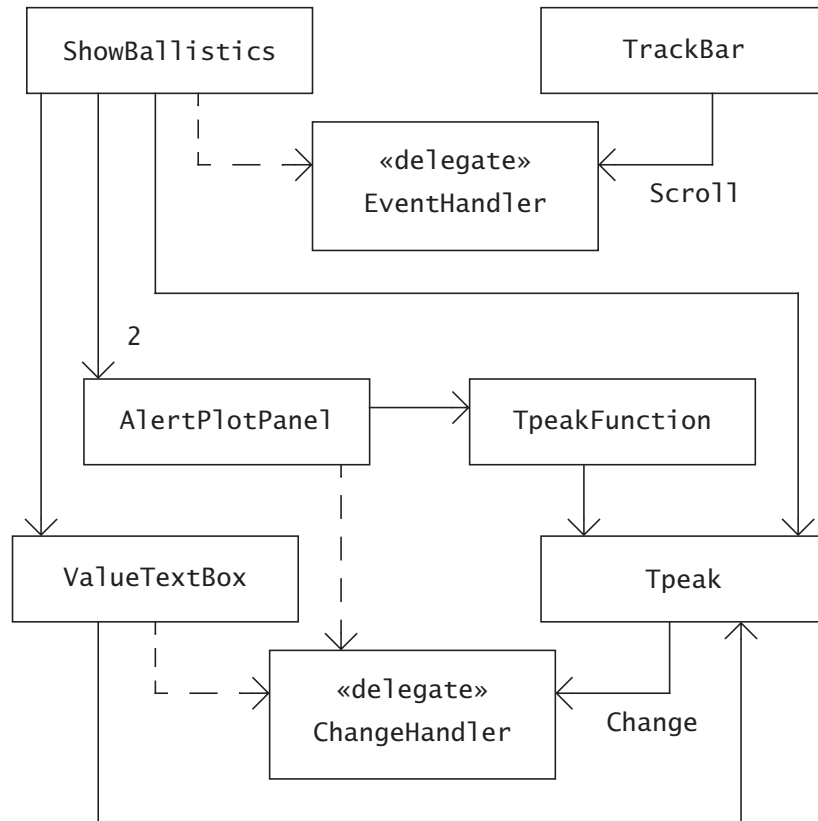 ShowBallistics
TrackBar
«delegate»
EventHandler
Scroll
2
AlertPlotPanel
TpeakFunction
ValueTextBox
Tpeak
«delegate»
ChangeHandler
Change